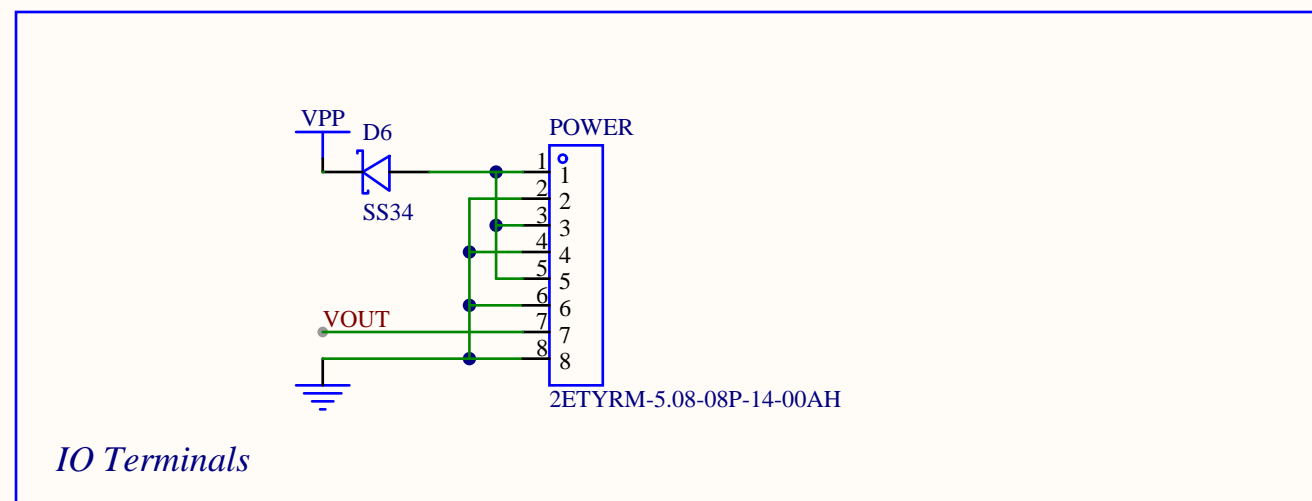 VPP
D6
SS34
POWER
1 1
2 2
3 3
4 4
5 5
6 6
7 7
8 8
VOUT
2ETYRM-5.08-08P-14-00AH
IO Terminals